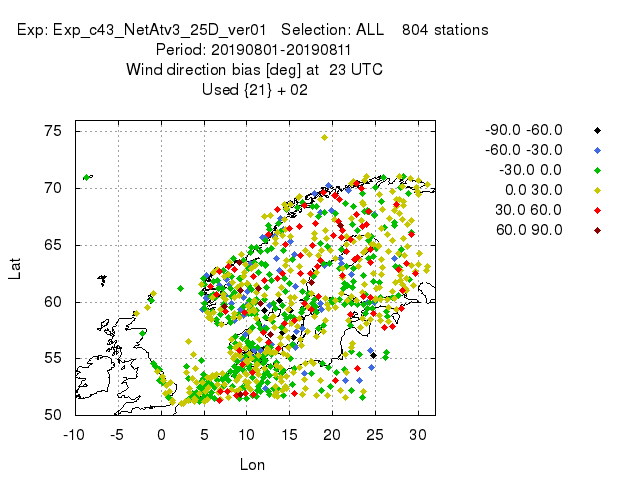 Exp: Exp_c43_NetAtv3_25D_ver01   Selection: ALL    804 stations
Period: 20190801-20190811
Wind direction bias [deg] at  23 UTC
Used {21} + 02
-90.0 -60.0
-60.0 -30.0
-30.0 0.0
0.0 30.0
30.0 60.0
60.0 90.0
Lat
75
70
65
60
55
50
-10 -5 0 5 10 15 20 25 30
Lon